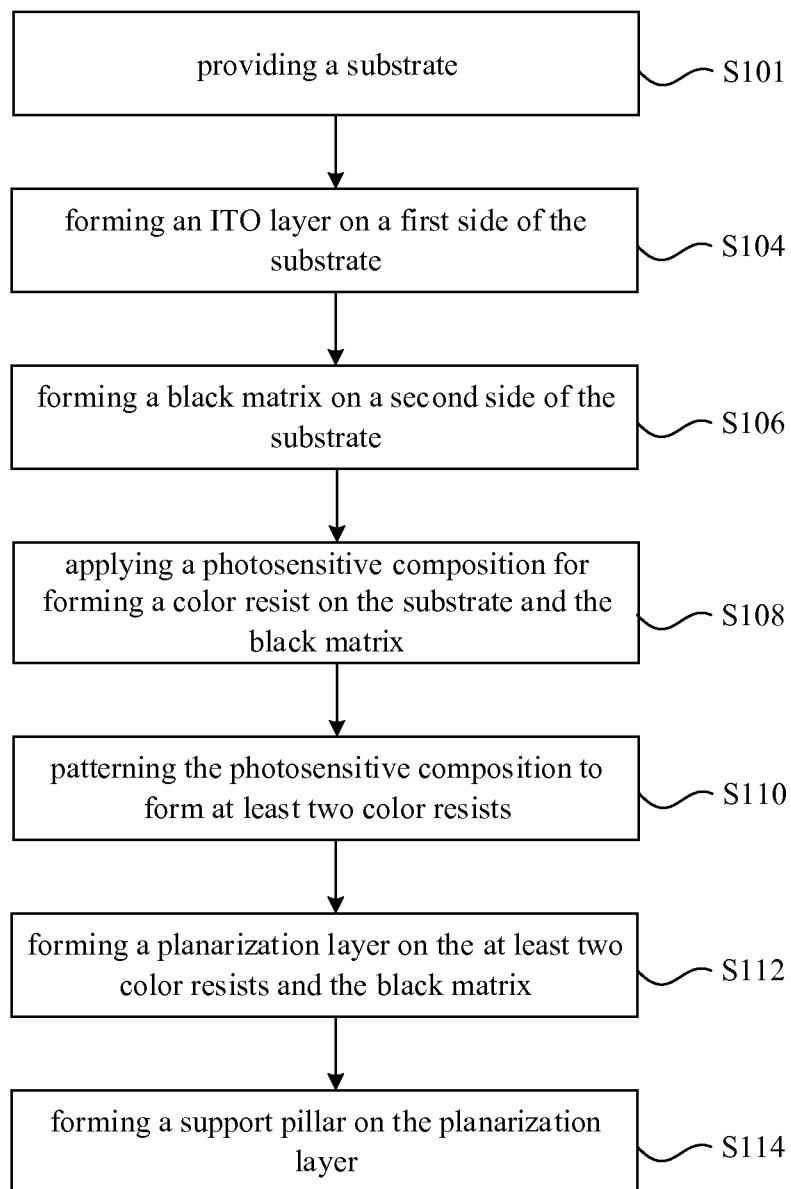 providing a substrate
S101
forming an ITO layer on a first side of the
substrate
S104
forming a black matrix on a second side of the
substrate
S106
applying a photosensitive composition for
forming a color resist on the substrate and the
black matrix
S108
patterning the photosensitive composition to
form at least two color resists
S110
forming a planarization layer on the at least two
color resists and the black matrix
S112
forming a support pillar on the planarization
layer
S114